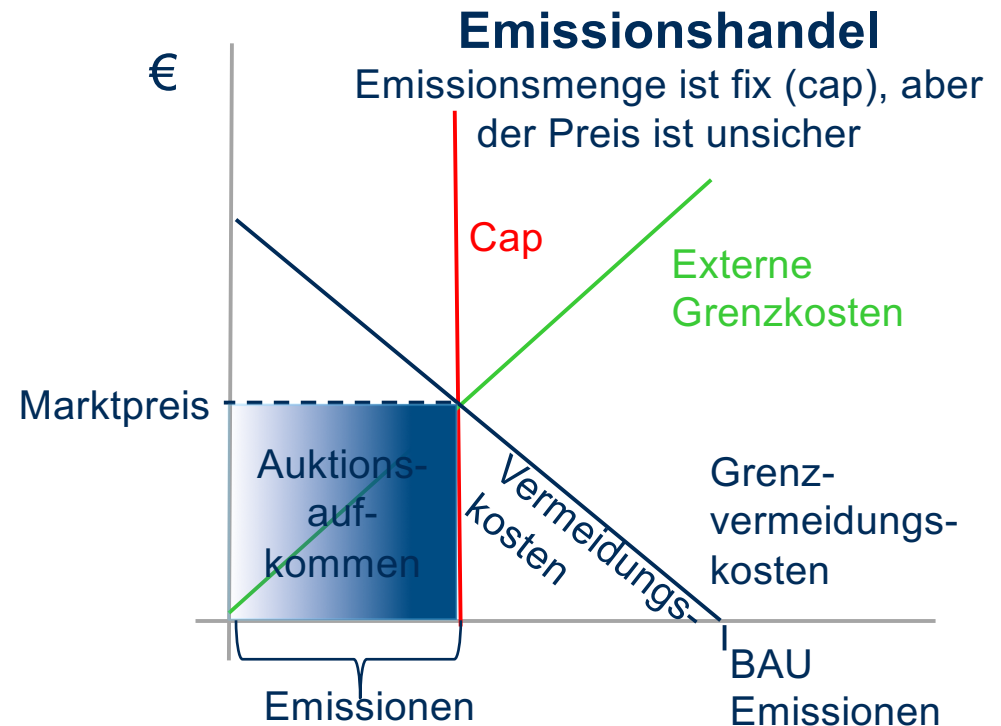 Emissionshandel
€
Emissionsmenge ist fix (cap), aber
der Preis ist unsicher
Cap
Externe
Grenzkosten
Marktpreis
Auktions-
auf-
kommen
Vermeidungs-
kosten
Grenz-
vermeidungs-
kosten
BAU
Emissionen
Emissionen